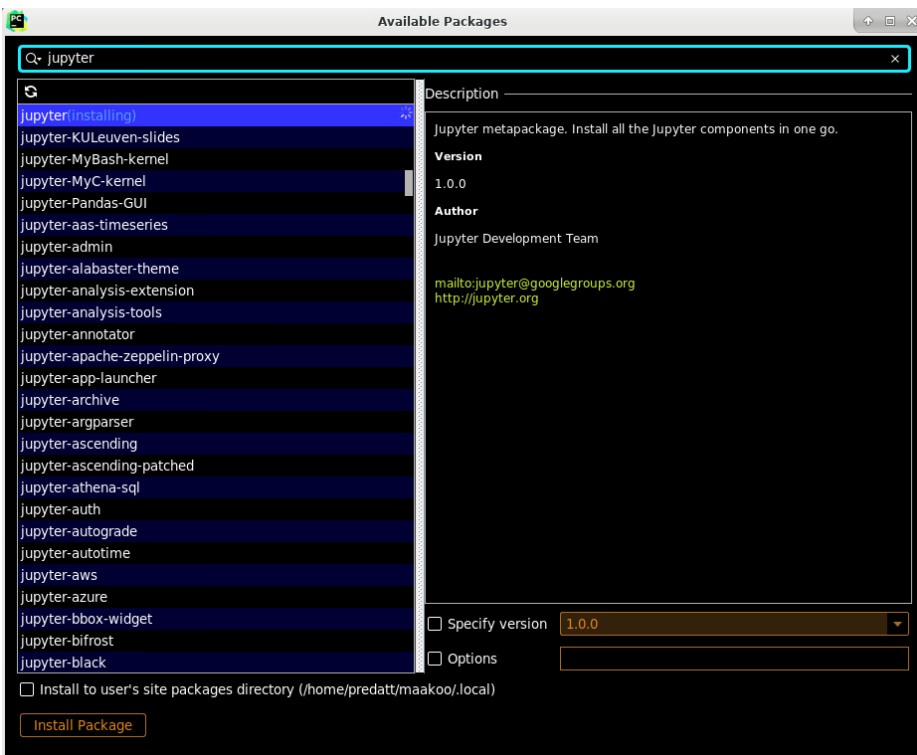 PC
Available Packages
jupyter
Description
jupyter(installing)
jupyter-KULeuven-slides
jupyter-MyBash-kernel
jupyter-MyC-kernel
jupyter-Pandas-GUI
jupyter-aas-timeseries
jupyter-admin
jupyter-alabaster-theme
jupyter-analysis-extension
jupyter-analysis-tools
jupyter-annotator
jupyter-apache-zeppelin-proxy
jupyter-app-launcher
jupyter-archive
jupyter-argparser
jupyter-ascending
jupyter-ascending-patched
jupyter-athena-sql
jupyter-auth
jupyter-autograde
jupyter-autotime
jupyter-aws
jupyter-azure
jupyter-bbox-widget
jupyter-bifrost
jupyter-black
Jupyter metapackage. Install all the Jupyter components in one go.
Version
1.0.0
Author
Jupyter Development Team
mailto:jupyter@googlegroups.org
http://jupyter.org
Specify version 1.0.0
Options
Install to user's site packages directory (/home/predatt/maakoo/.local)
Install Package